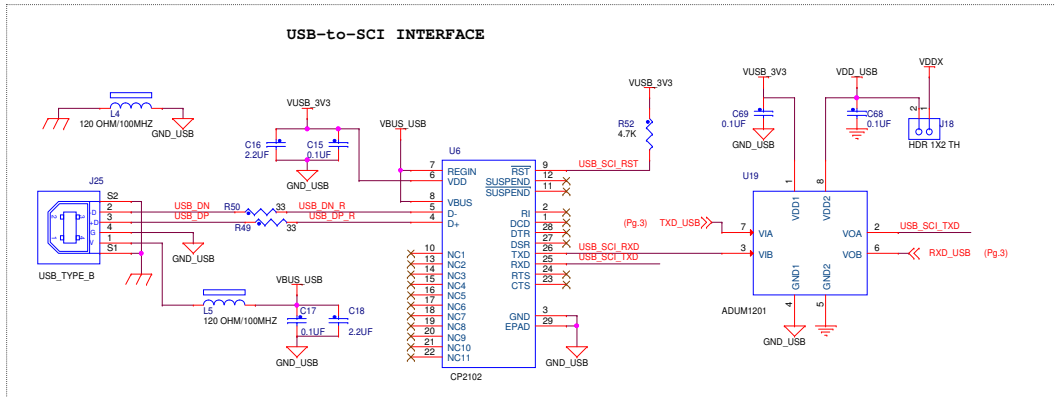 USB-to-SCI INTERFACE
L4
120 OHM/100MHZ
GND_USB
J25
S2
2
3
4
1
S1
-D
+D
G
V
USB_TYPE_B
USB_DN
USB_DP
R50
33
R49
33
USB_DN_R
USB_DP_R
GND_USB
L5
120 OHM/100MHZ
VBUS_USB
C17
0.1UF
C18
2.2UF
GND_USB
VUSB_3V3
C16
2.2UF
C15
0.1UF
GND_USB
VBUS_USB
U6
7 REGIN
6 VDD
8 VBUS
5 D-
4 D+
10 NC1
13 NC2
14 NC3
15 NC4
16 NC5
17 NC6
18 NC7
19 NC8
20 NC9
21 NC10
22 NC11
RST 9
SUSPEND 12
SUSPEND 11
RI 2
DCD 1
DTR 28
DSR 27
TXD 26
RXD 25
RTS 24
CTS 23
GND 3
EPAD 29
CP2102
GND_USB
VUSB_3V3
R52
4.7K
USB_SCI_RST
USB_SCI_RXD
USB_SCI_TXD
(Pg.3) TXD_USB
VUSB_3V3
C69
0.1UF
GND_USB
VDD_USB
C68
0.1UF
VDDX
2
1
J18
HDR 1X2 TH
U19
1
8
VDD1
VDD2
7 VIA
3 VIB
VOA 2
VOB 6
USB_SCI_TXD
RXD_USB (Pg.3)
GND1
GND2
4
5
ADUM1201
GND_USB